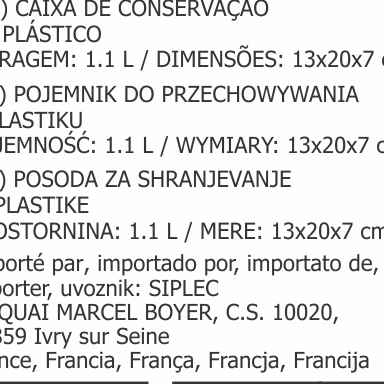 ) CAIXA DE CONSERVAÇÃO
PLÁSTICO
RAGEM: 1.1 L / DIMENSÕES: 13x20x7
) POJEMNIK DO PRZECHOWYWANIA
LASTIKU
JEMNOŚĆ: 1.1 L / WYMIARY: 13x20x7 c
) POSODA ZA SHRANJEVANJE
PLASTIKE
OSTORNINA: 1.1 L / MERE: 13x20x7 cm
porté par, importado por, importato de,
porter, uvoznik: SIPLEC
QUAI MARCEL BOYER, C.S. 10020,
859 Ivry sur Seine
nce, Francia, França, Francja, Francija